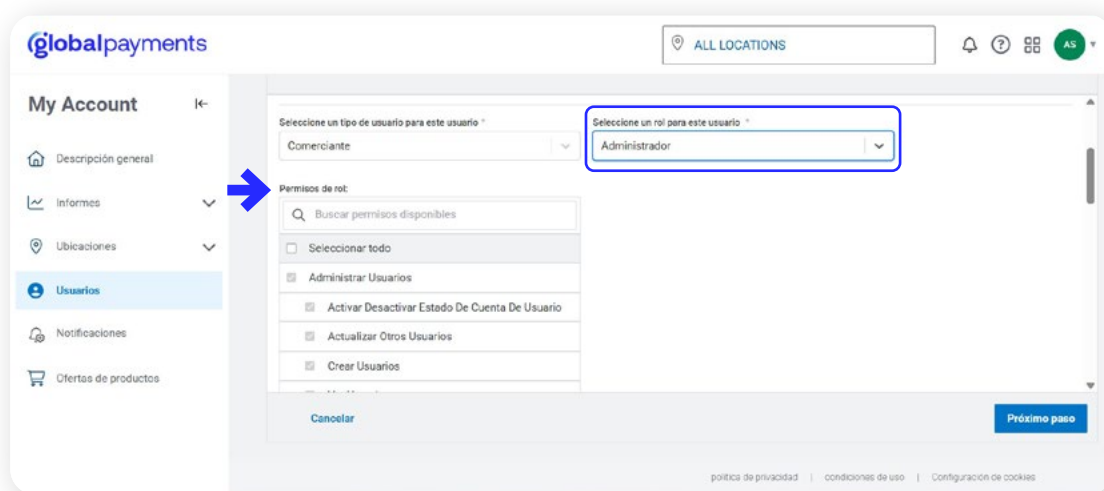 globalpayments
ALL LOCATIONS
AS
My Account
Descripción general
Informes
Ubicaciones
Usuarios
Notificaciones
Ofertas de productos
Seleccione un tipo de usuario para este usuario *
Comerciante
Seleccione un rol para este usuario *
Administrador
Permisos de rol:
Buscar permisos disponibles
Seleccionar todo
Administrar Usuarios
Activar Desactivar Estado De Cuenta De Usuario
Actualizar Otros Usuarios
Crear Usuarios
Cancelar
Próximo paso
política de privacidad | condiciones de uso | Configuración de cookies